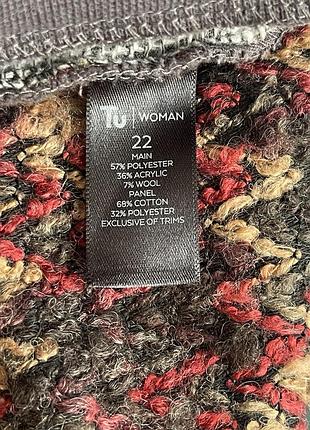 Tu WOMAN
22
MAIN
57% POLYESTER
36% ACRYLIC
7% WOOL
PANEL
68% COTTON
32% POLYESTER
EXCLUSIVE OF TRIMS